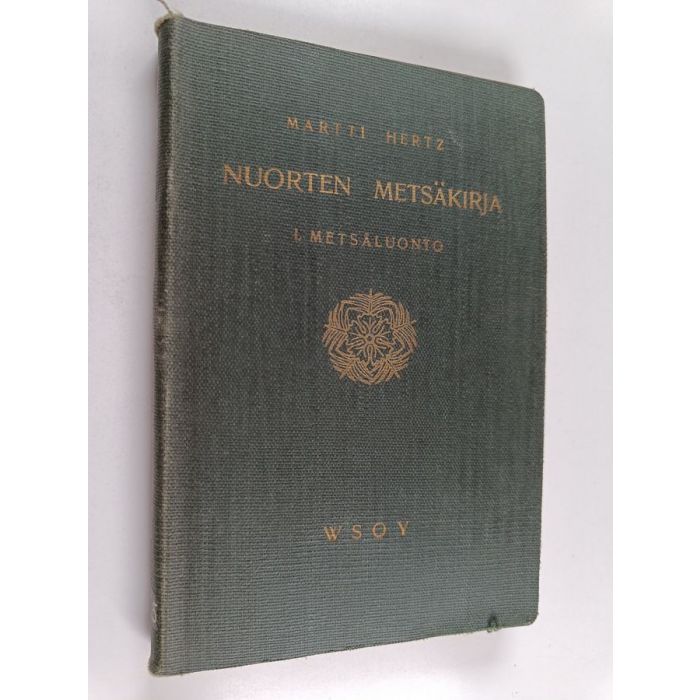 MARTTI HERTZ
NUORTEN METSÄKIRJA
I. METSÄLUONTO
WSOY